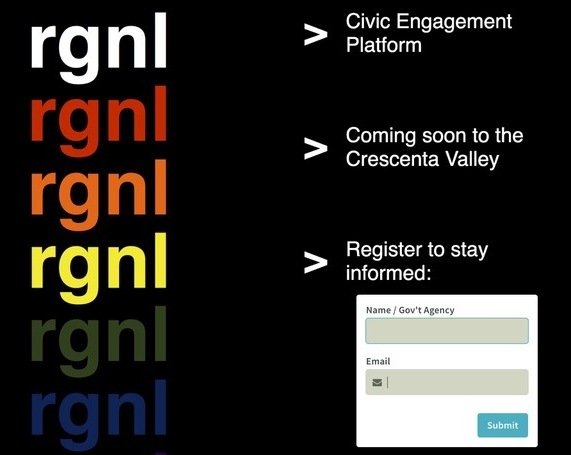 rgnl
rgnl
rgnl
rgnl
rgnl
rgnl
> Civic Engagement
Platform
> Coming soon to the
Crescenta Valley
> Register to stay
informed:
Name / Gov't Agency
Email
Submit